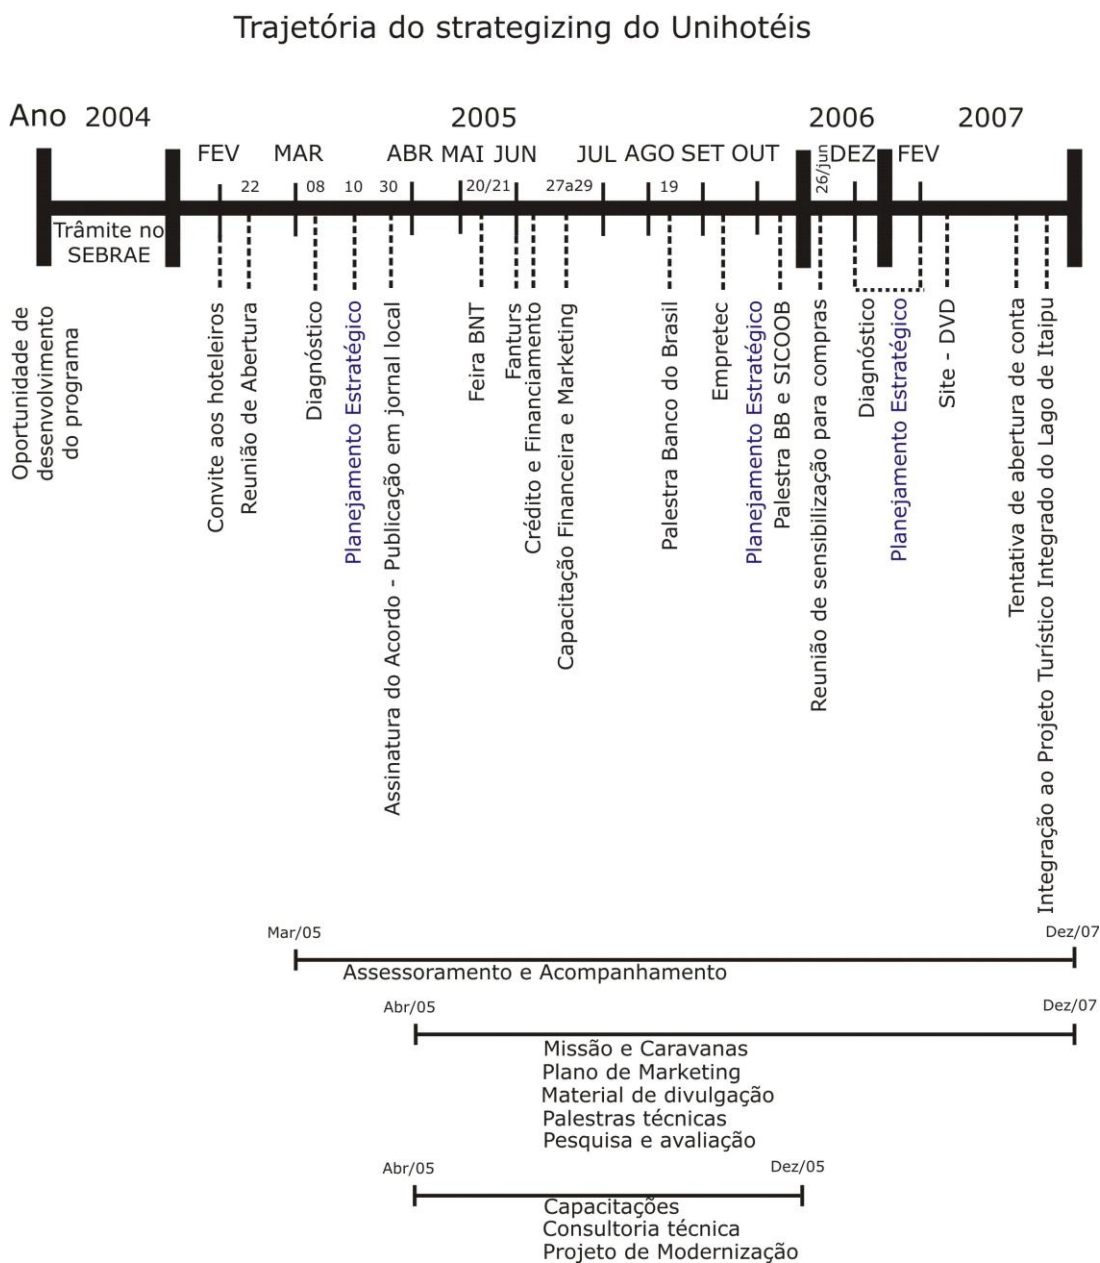 Trajetória do strategizing do Unihotéis
Ano 2004 2005 2006 2007
FEV MAR ABR MAI JUN JUL AGO SET OUT DEZ FEV
22 08 10 30 20/21 27a29 19 26/jun
Trâmite no
SEBRAE
Oportunidade de
desenvolvimento
do programa
Convite aos hoteleiros
Reunião de Abertura
Diagnóstico
Planejamento Estratégico
Assinatura do Acordo - Publicação em jornal local
Feira BNT
Fanturs
Crédito e Financiamento
Capacitação Financeira e Marketing
Palestra Banco do Brasil
Empretec
Planejamento Estratégico
Palestra BB e SICOOB
Reunião de sensibilização para compras
Diagnóstico
Planejamento Estratégico
Site - DVD
Tentativa de abertura de conta
Integração ao Projeto Turístico Integrado do Lago de Itaipu
Mar/05 Dez/07
Assessoramento e Acompanhamento
Abr/05 Dez/07
Missão e Caravanas
Plano de Marketing
Material de divulgação
Palestras técnicas
Pesquisa e avaliação
Abr/05 Dez/05
Capacitações
Consultoria técnica
Projeto de Modernização